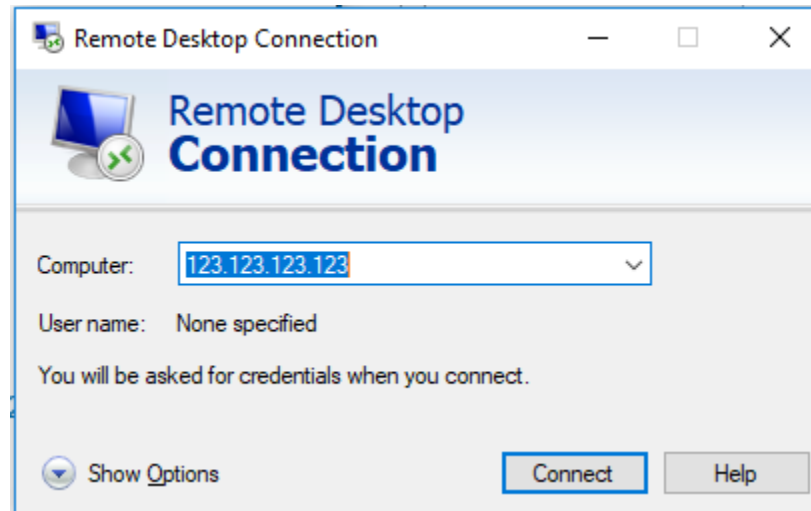 Remote Desktop Connection
Remote Desktop
Connection
Computer: 123.123.123.123
User name: None specified
You will be asked for credentials when you connect.
Show Options Connect Help